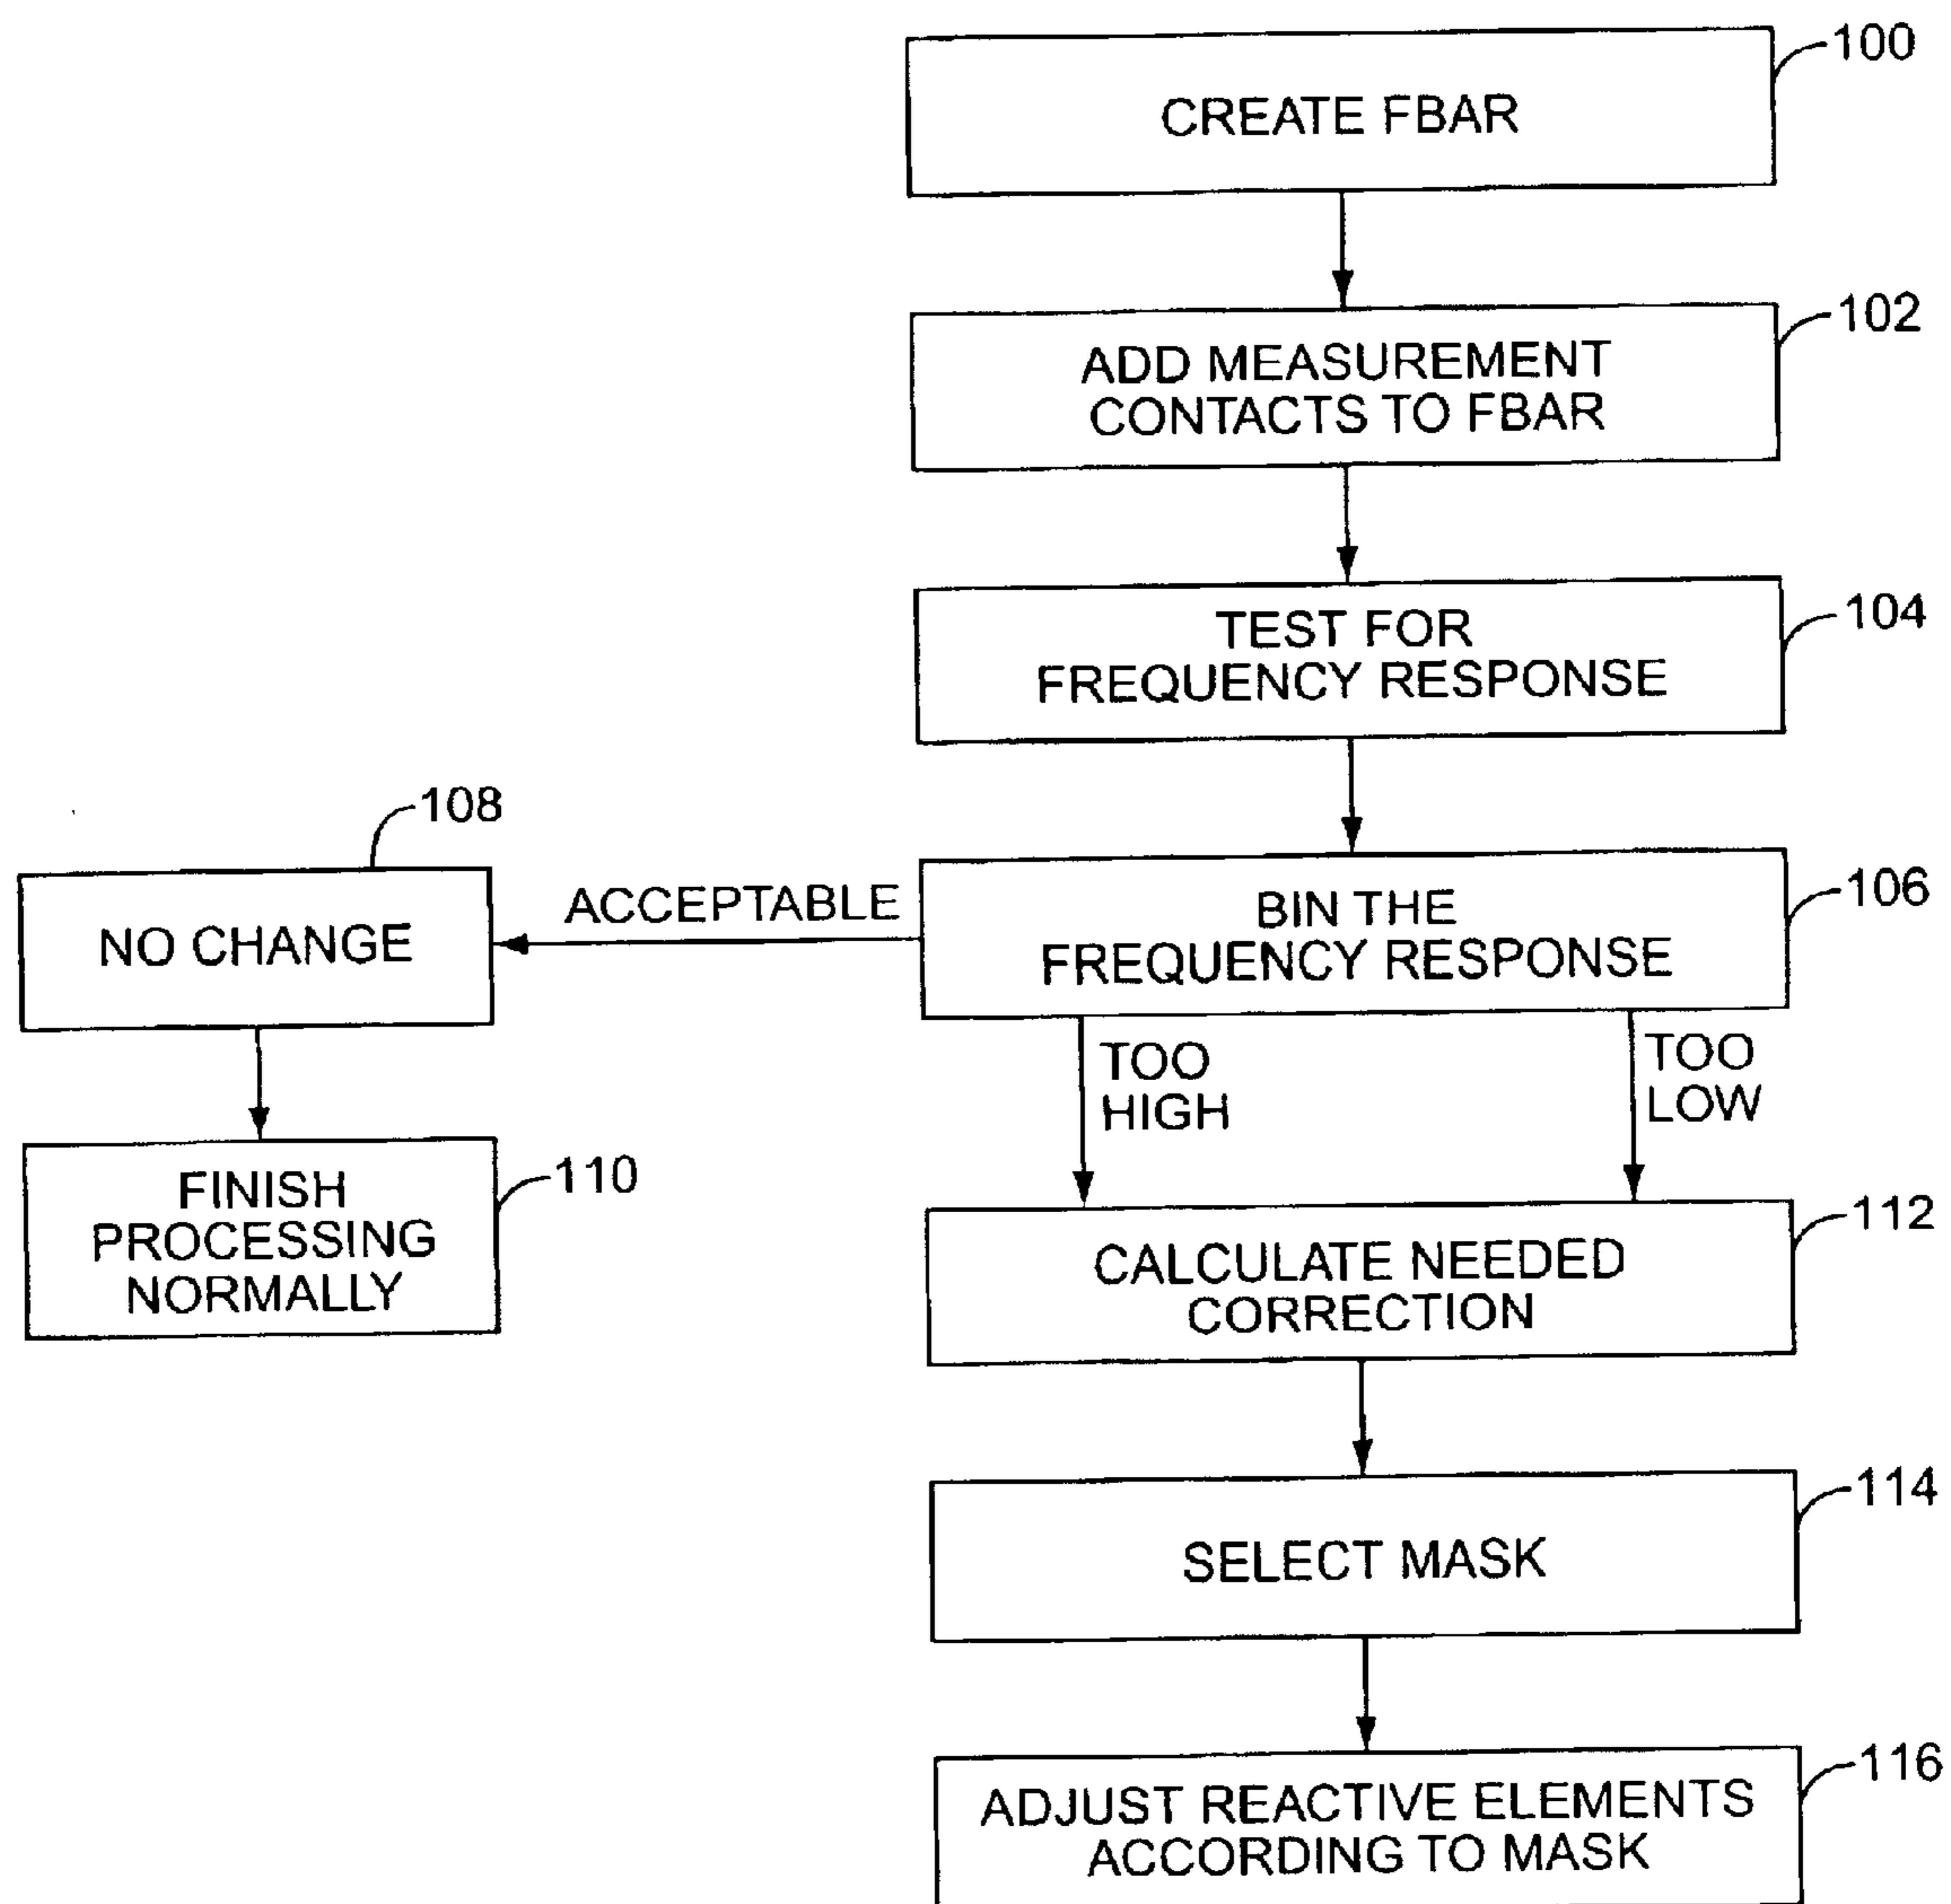 CREATE FBAR
100
ADD MEASUREMENT
CONTACTS TO FBAR
102
TEST FOR
FREQUENCY RESPONSE
104
BIN THE
FREQUENCY RESPONSE
106
ACCEPTABLE
108
NO CHANGE
FINISH
PROCESSING
NORMALLY
110
TOO
HIGH
TOO
LOW
CALCULATE NEEDED
CORRECTION
112
SELECT MASK
114
ADJUST REACTIVE ELEMENTS
ACCORDING TO MASK
116